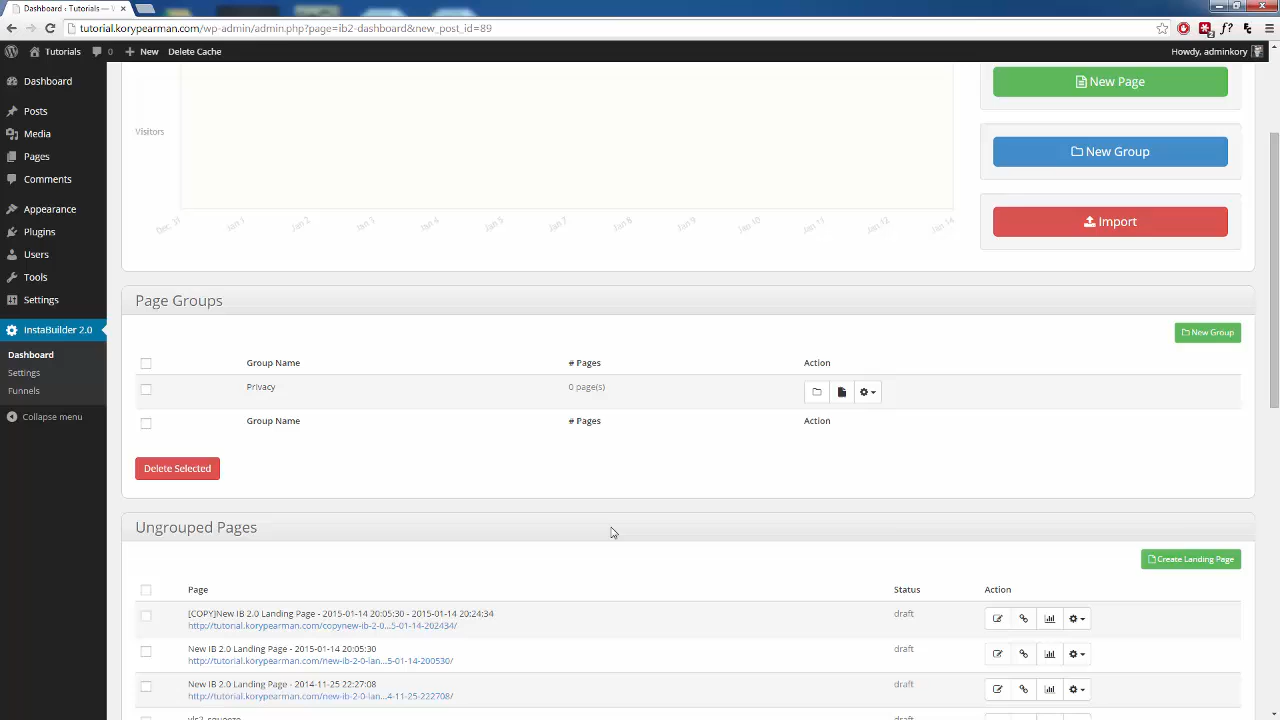 Dashboard ‹ Tutorials — W
tutorial.korypearman.com/wp-admin/admin.php?page=ib2-dashboard&new_post_id=89
Tutorials 0 New Delete Cache Howdy, adminkory
Dashboard
Posts
Media
Pages
Comments
Appearance
Plugins
Users
Tools
Settings
InstaBuilder 2.0
Dashboard
Settings
Funnels
Collapse menu
Visitors
Dec 31 Jan 1 Jan 2 Jan 3 Jan 4 Jan 5 Jan 6 Jan 7 Jan 8 Jan 9 Jan 10 Jan 11 Jan 12 Jan 13 Jan 14
New Page
New Group
Import
Page Groups
New Group
Group Name # Pages Action
Privacy 0 page(s)
Group Name # Pages Action
Delete Selected
Ungrouped Pages
Create Landing Page
Page Status Action
[COPY]New IB 2.0 Landing Page - 2015-01-14 20:05:30 - 2015-01-14 20:24:34 draft
http://tutorial.korypearman.com/copynew-ib-2-0...5-01-14-202434/
New IB 2.0 Landing Page - 2015-01-14 20:05:30 draft
http://tutorial.korypearman.com/new-ib-2-0-lan...5-01-14-200530/
New IB 2.0 Landing Page - 2014-11-25 22:27:08 draft
http://tutorial.korypearman.com/new-ib-2-0-lan...4-11-25-222708/